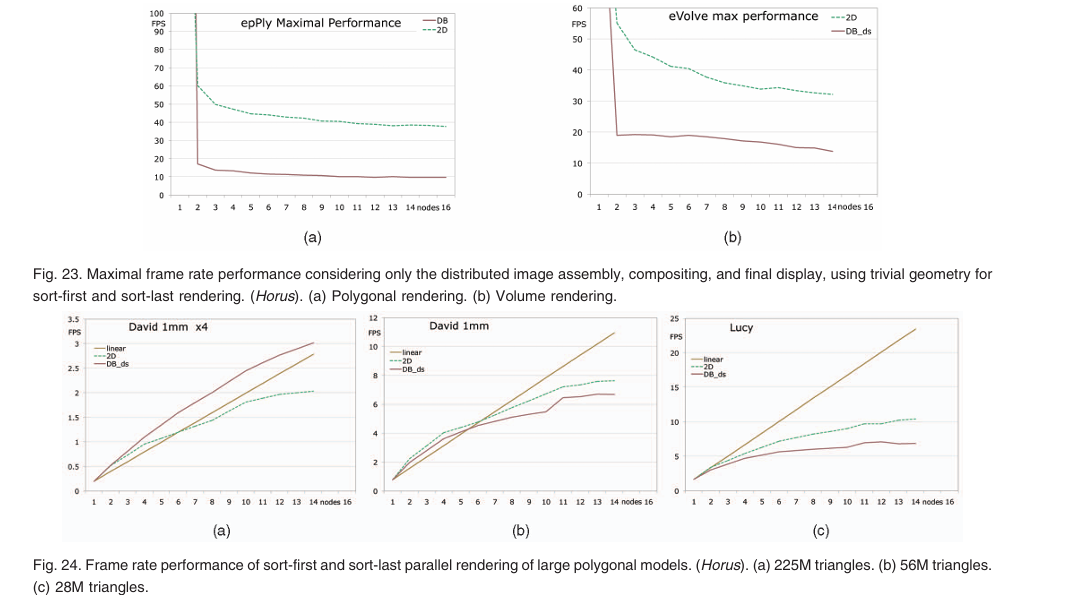 epPly Maximal Performance
100
FPS
90
80
70
60
50
40
30
20
10
0
DB
2D
1 2 3 4 5 6 7 8 9 10 11 12 13 14 nodes 16
(a)
eVolve max performance
60
FPS
50
40
30
20
10
0
2D
DB_ds
1 2 3 4 5 6 7 8 9 10 11 12 13 14nodes 16
(b)
Fig. 23. Maximal frame rate performance considering only the distributed image assembly, compositing, and final display, using trivial geometry for
sort-first and sort-last rendering. (Horus). (a) Polygonal rendering. (b) Volume rendering.
David 1mm x4
3.5
FPS
3
2.5
2
1.5
1
0.5
0
linear
2D
DB_ds
1 2 3 4 5 6 7 8 9 10 11 12 13 14 nodes 16
(a)
David 1mm
12
FPS
10
8
6
4
2
0
linear
2D
DB_ds
1 2 3 4 5 6 7 8 9 10 11 12 13 14 nodes 16
(b)
Lucy
25
FPS
20
15
10
5
0
linear
2D
DB_ds
1 2 3 4 5 6 7 8 9 10 11 12 13 14 nodes 16
(c)
Fig. 24. Frame rate performance of sort-first and sort-last parallel rendering of large polygonal models. (Horus). (a) 225M triangles. (b) 56M triangles.
(c) 28M triangles.